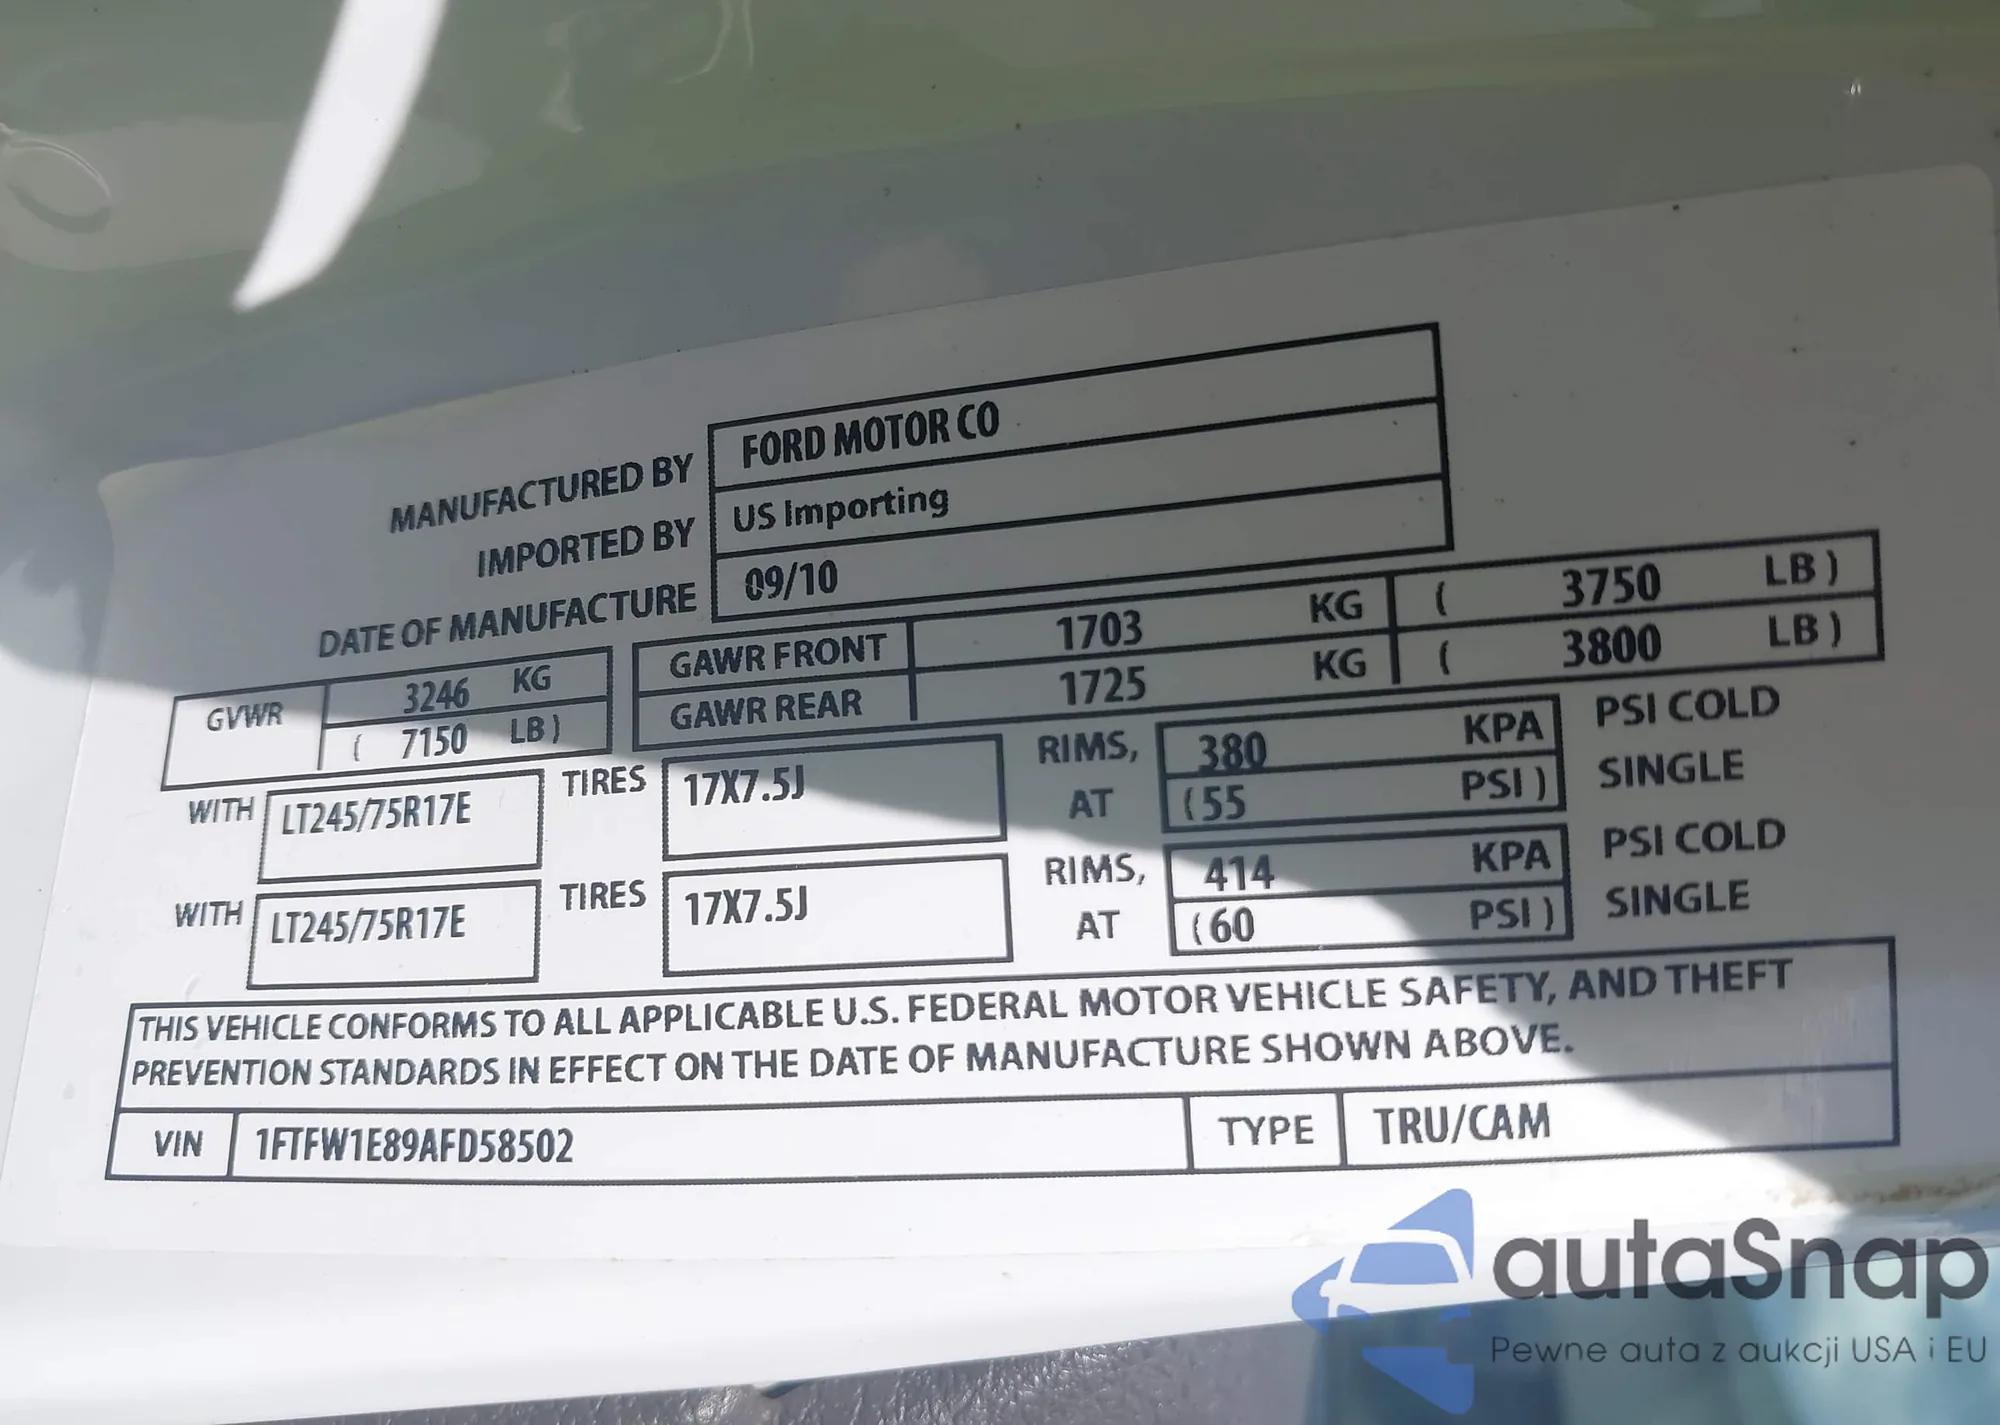 MANUFACTURED BY FORD MOTOR CO
IMPORTED BY US Importing
DATE OF MANUFACTURE 09/10
GVWR 3246 KG
( 7150 LB )
GAWR FRONT 1703 KG ( 3750 LB )
GAWR REAR 1725 KG ( 3800 LB )
WITH LT245/75R17E TIRES 17X7.5J RIMS, 380 KPA PSI COLD
AT (55 PSI ) SINGLE
WITH LT245/75R17E TIRES 17X7.5J RIMS, 414 KPA PSI COLD
AT (60 PSI ) SINGLE
THIS VEHICLE CONFORMS TO ALL APPLICABLE U.S. FEDERAL MOTOR VEHICLE SAFETY, AND THEFT
PREVENTION STANDARDS IN EFFECT ON THE DATE OF MANUFACTURE SHOWN ABOVE.
VIN 1FTFW1E89AFD58502 TYPE TRU/CAM
autaSnap
Pewne auta z aukcji USA i EU